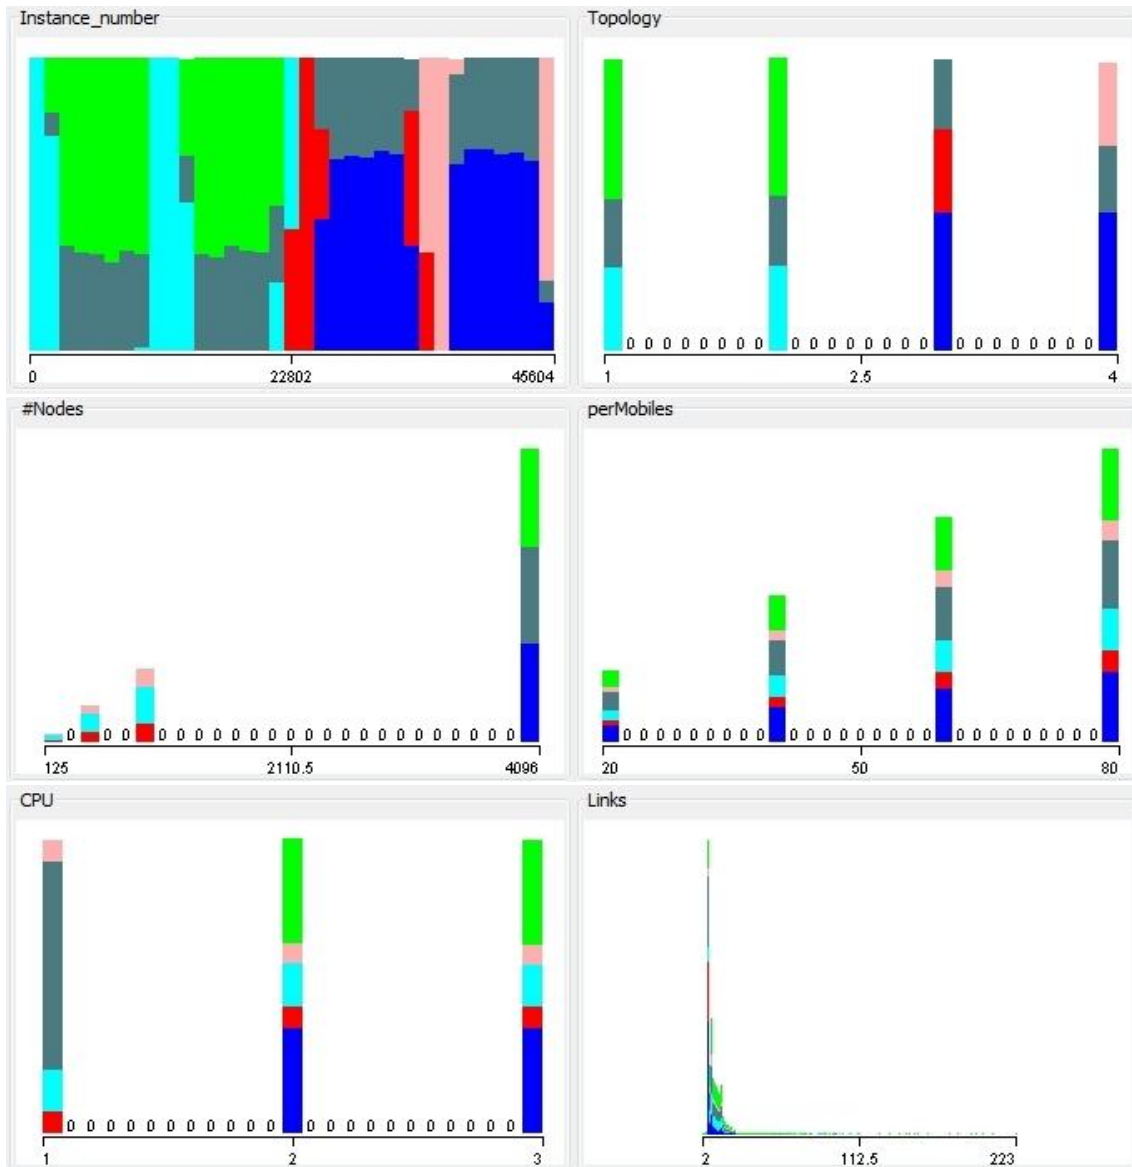 Instance_number
0 22802 45604
Topology
0 0 0 0 0 0 0 0 0 0 0 0 0 0 0 0 0 0 0 0 0 0 0 0
1 2.5 4
#Nodes
0 0 0 0 0 0 0 0 0 0 0 0 0 0 0 0 0 0 0 0 0 0 0
125 2110.5 4096
perMobiles
0 0 0 0 0 0 0 0 0 0 0 0 0 0 0 0 0 0 0 0 0 0 0 0 0 0 0
20 50 80
CPU
0 0 0 0 0 0 0 0 0 0 0 0 0 0 0 0 0 0 0 0 0 0
1 2 3
Links
2 112.5 223